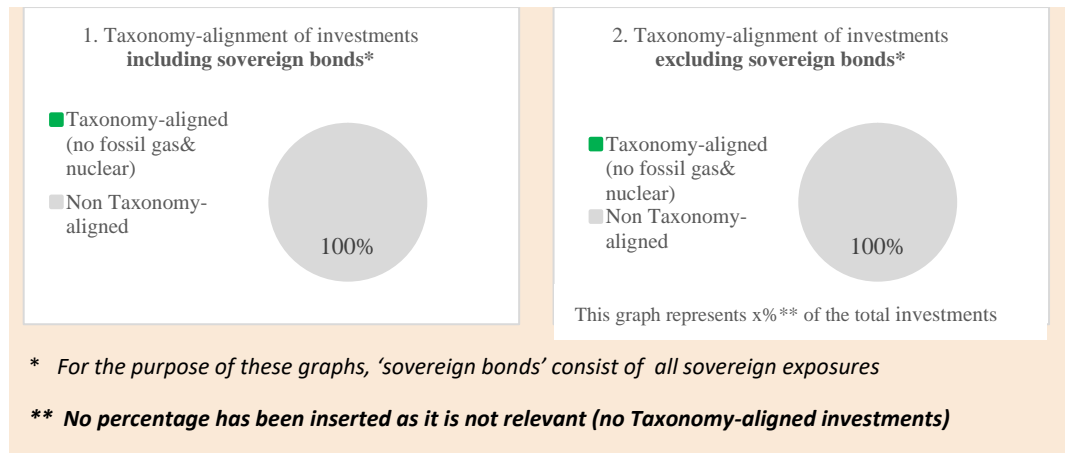 1. Taxonomy-alignment of investments
including sovereign bonds*
Taxonomy-aligned
(no fossil gas&
nuclear)
Non Taxonomy-
aligned
100%
2. Taxonomy-alignment of investments
excluding sovereign bonds*
Taxonomy-aligned
(no fossil gas&
nuclear)
Non Taxonomy-
aligned
100%
This graph represents x%** of the total investments
* For the purpose of these graphs, ‘sovereign bonds’ consist of all sovereign exposures
** No percentage has been inserted as it is not relevant (no Taxonomy-aligned investments)